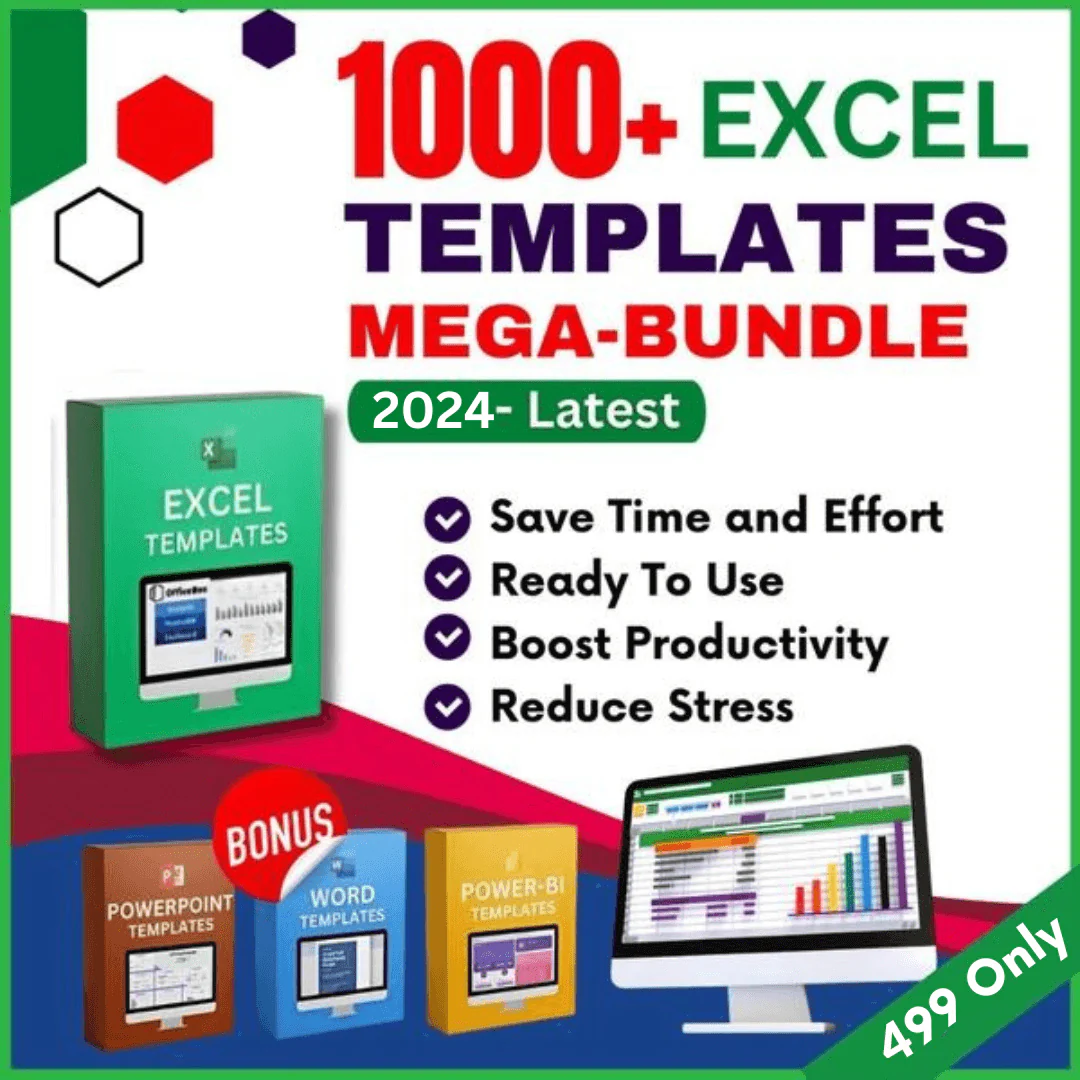 1000+ EXCEL
TEMPLATES
MEGA-BUNDLE
2024- Latest
Save Time and Effort
Ready To Use
Boost Productivity
Reduce Stress
X
EXCEL
TEMPLATES
BONUS
P
POWERPOINT
TEMPLATES
W
WORD
TEMPLATES
POWER-BI
TEMPLATES
499 Only